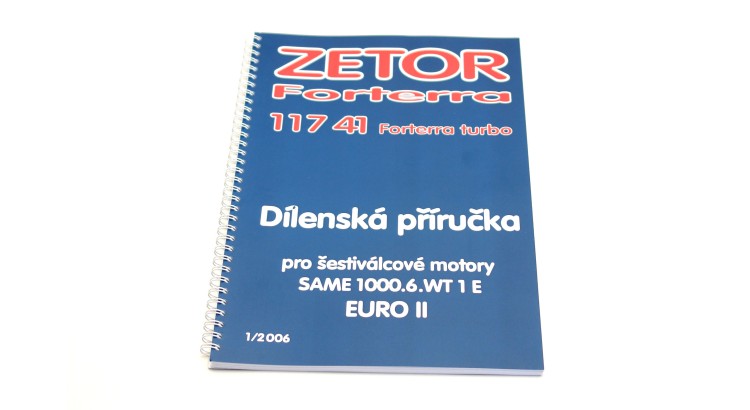 ZETOR
Forterra
117 41 Forterra turbo
Dílenská příručka
pro šestiválcové motory
SAME 1000.6.WT 1 E
EURO II
1/2006